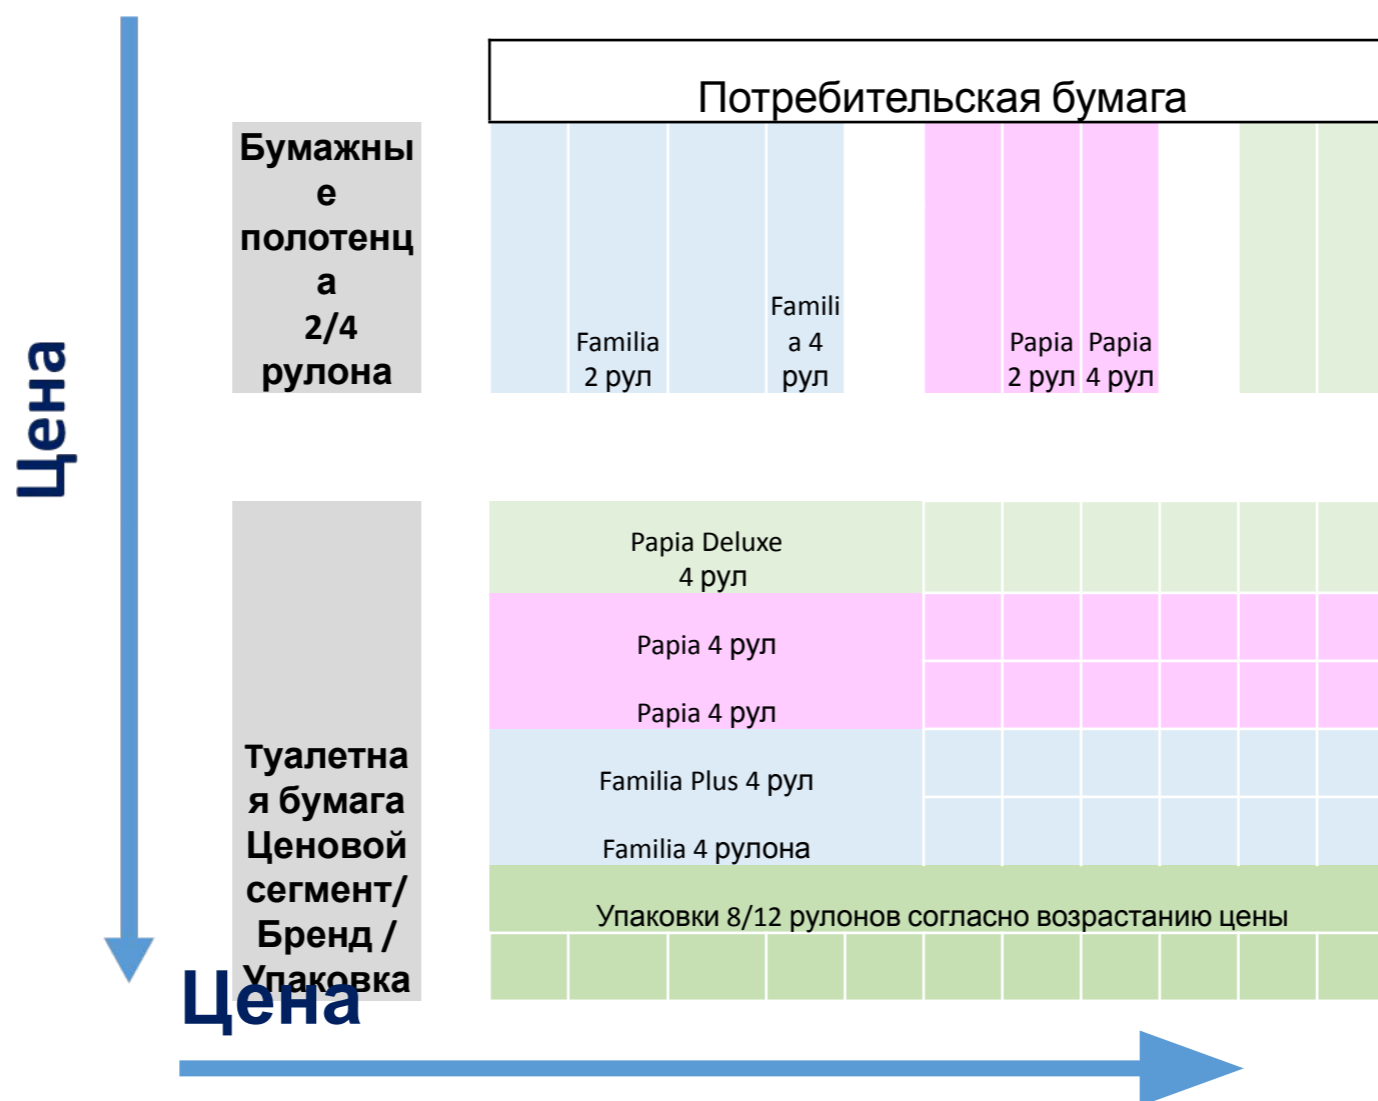 Потребительская бумага
Бумажны
е
полотенц
а
2/4
рулона
Familia
2 рул
Famili
а 4
рул
Papia
2 рул
Papia
4 рул
Цена
Papia Deluxe
4 рул
Papia 4 рул
Papia 4 рул
Familia Plus 4 рул
Familia 4 рулона
Упаковки 8/12 рулонов согласно возрастанию цены
Туалетна
я бумага
Ценовой
сегмент/
Бренд /
Упаковка
Цена